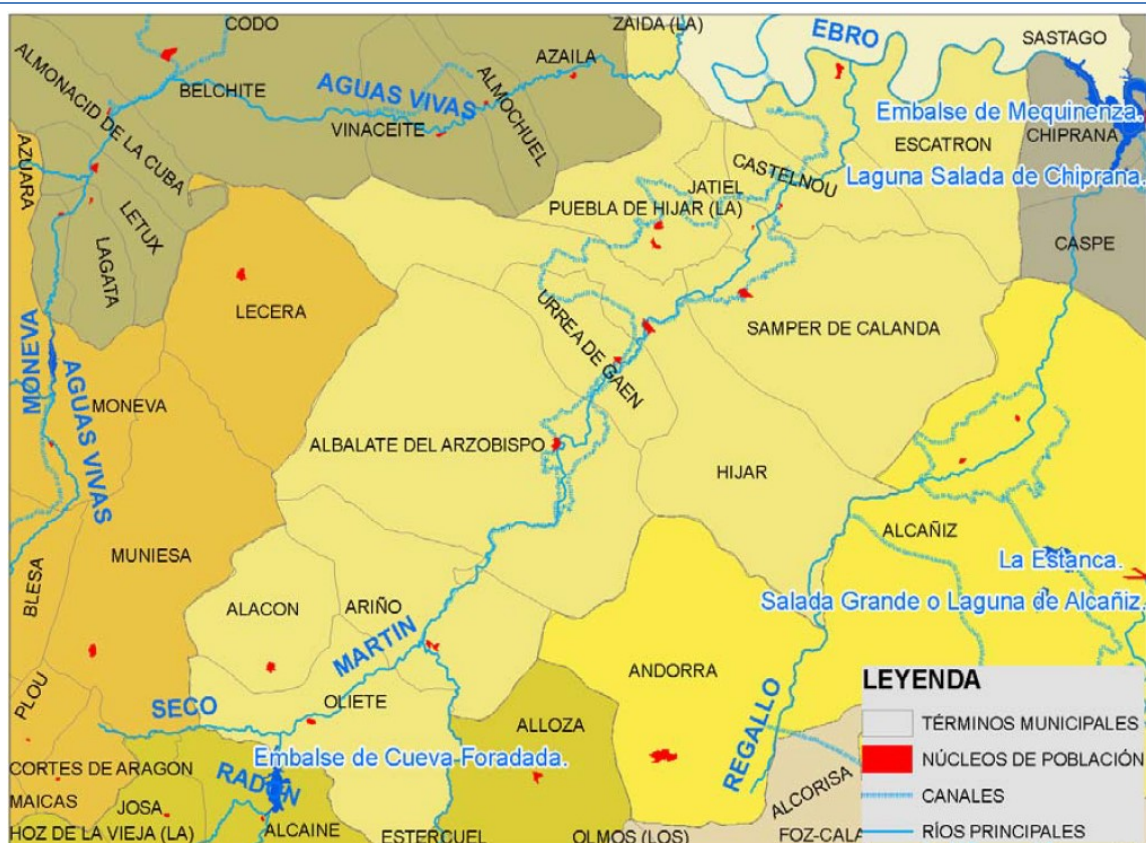 CODO
ZAIDA (LA)
EBRO
SASTAGO
ALMONACID DE LA CUBA
BELCHITE
AGUAS VIVAS
AZAILA
ALMOCHUEL
VINACEITE
Embalse de Mequinenza.
CHIPRANA
ESCATRON
AZUARA
CASTELNOU
JATIEL
Laguna Salada de Chiprana.
PUEBLA DE HIJAR (LA)
LETUX
LAGATA
CASPE
LECERA
URREA DE GAEN
SAMPER DE CALANDA
MONEVA
AGUAS VIVAS
MONEVA
ALBALATE DEL ARZOBISPO
HIJAR
ALCAÑIZ
MUNIESA
BLESA
La Estanca.
Salada Grande o Laguna de Alcañiz
ALACON
ARIÑO
MARTIN
ANDORRA
PLOU
SECO
OLIETE
ALLOZA
REGALLO
Embalse de Cueva Foradada.
CORTES DE ARAGON
RADÓN
MAICAS
JOSA
ALCORISA
HOZ DE LA VIEJA (LA)
ALCAINE
ESTERCUEL
OLMOS (LOS)
FOZ-CALA
LEYENDA
TÉRMINOS MUNICIPALES
NÚCLEOS DE POBLACIÓN
CANALES
RÍOS PRINCIPALES